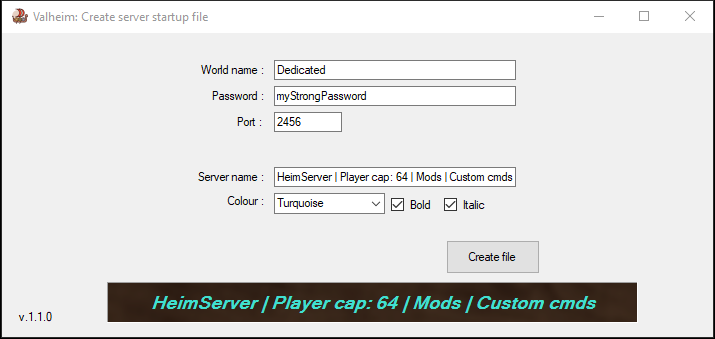 Valheim: Create server startup file
World name : Dedicated
Password : myStrongPassword
Port : 2456
Server name : HeimServer | Player cap: 64 | Mods | Custom cmds
Colour : Turquoise Bold Italic
Create file
HeimServer | Player cap: 64 | Mods | Custom cmds
v.1.1.0